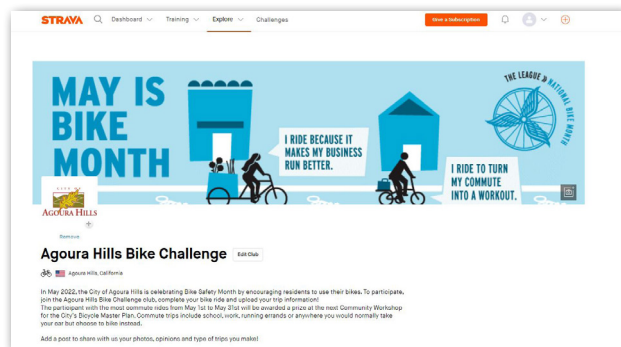 STRAVA Dashboard Training Explore Challenges Give a Subscription
MAY IS
BIKE
MONTH
I RIDE BECAUSE IT
MAKES MY BUSINESS
RUN BETTER.
I RIDE TO TURN
MY COMMUTE
INTO A WORKOUT.
THE LEAGUE
NATIONAL BIKE MONTH
CITY OF
AGOURA HILLS
Remove
Agoura Hills Bike Challenge Edit Club
Agoura Hills, California
In May 2022, the City of Agoura Hills is celebrating Bike Safety Month by encouraging residents to use their bikes. To participate,
join the Agoura Hills Bike Challenge club, complete your bike ride and upload your trip information!
The participant with the most commute rides from May 1st to May 31st will be awarded a prize at the next Community Workshop
for the City's Bicycle Master Plan. Commute trips include school, work, running errands or anywhere you would normally take
your car but choose to bike instead.
Add a post to share with us your photos, opinions and type of trips you make!